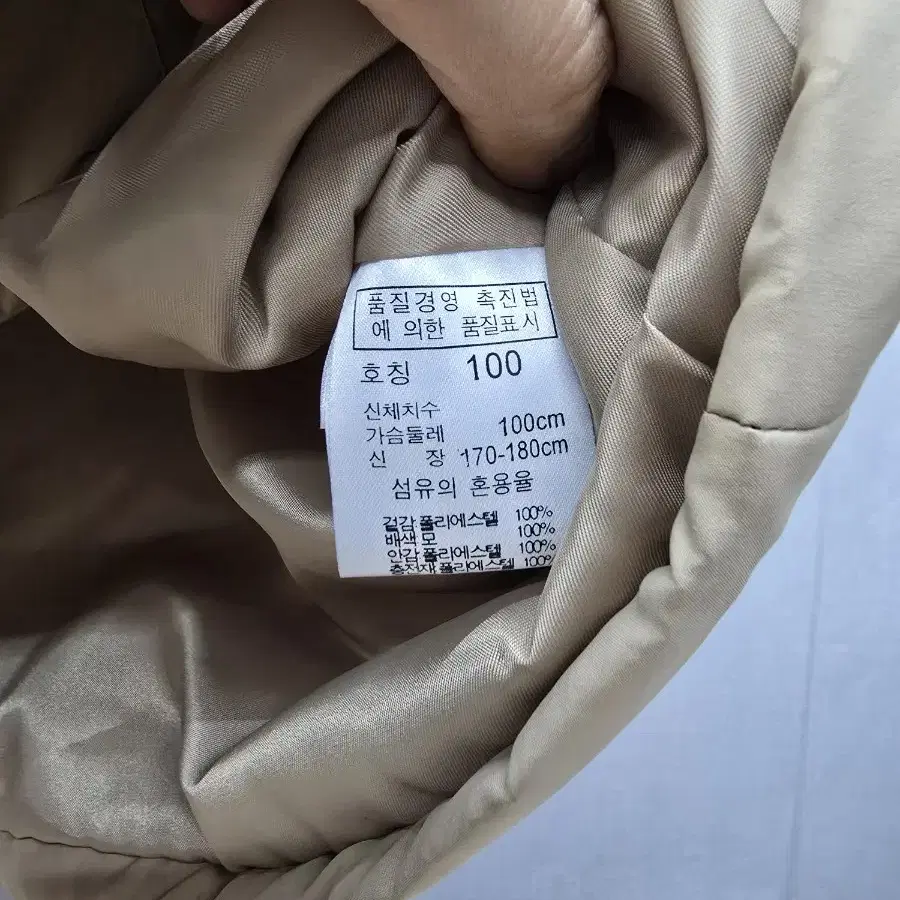 품질경영 촉진법
에 의한 품질표시
호칭 100
신체치수
가슴둘레 100cm
신 장 170-180cm
섬유의 혼용율
겉감 폴리에스텔 100%
배색 모 100%
안감 폴리에스텔 100%
충전재 폴리에스텔 100%